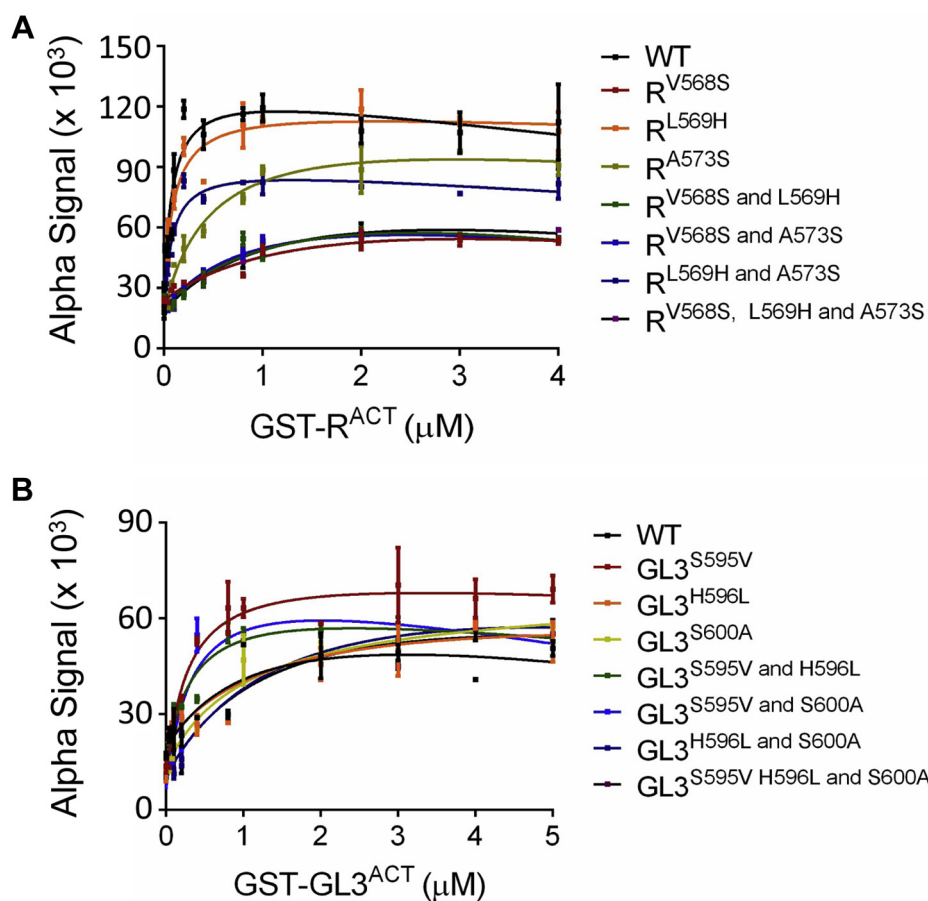 A
Alpha Signal (x 10³)
150
120
90
60
30
0
0 1 2 3 4
GST-R^ACT (μM)
WT
R^V568S
R^L569H
R^A573S
R^V568S and L569H
R^V568S and A573S
R^L569H and A573S
R^V568S, L569H and A573S
B
Alpha Signal (x 10³)
90
60
30
0
0 1 2 3 4 5
GST-GL3^ACT (μM)
WT
GL3^S595V
GL3^H596L
GL3^S600A
GL3^S595V and H596L
GL3^S595V and S600A
GL3^H596L and S600A
GL3^S595V H596L and S600A